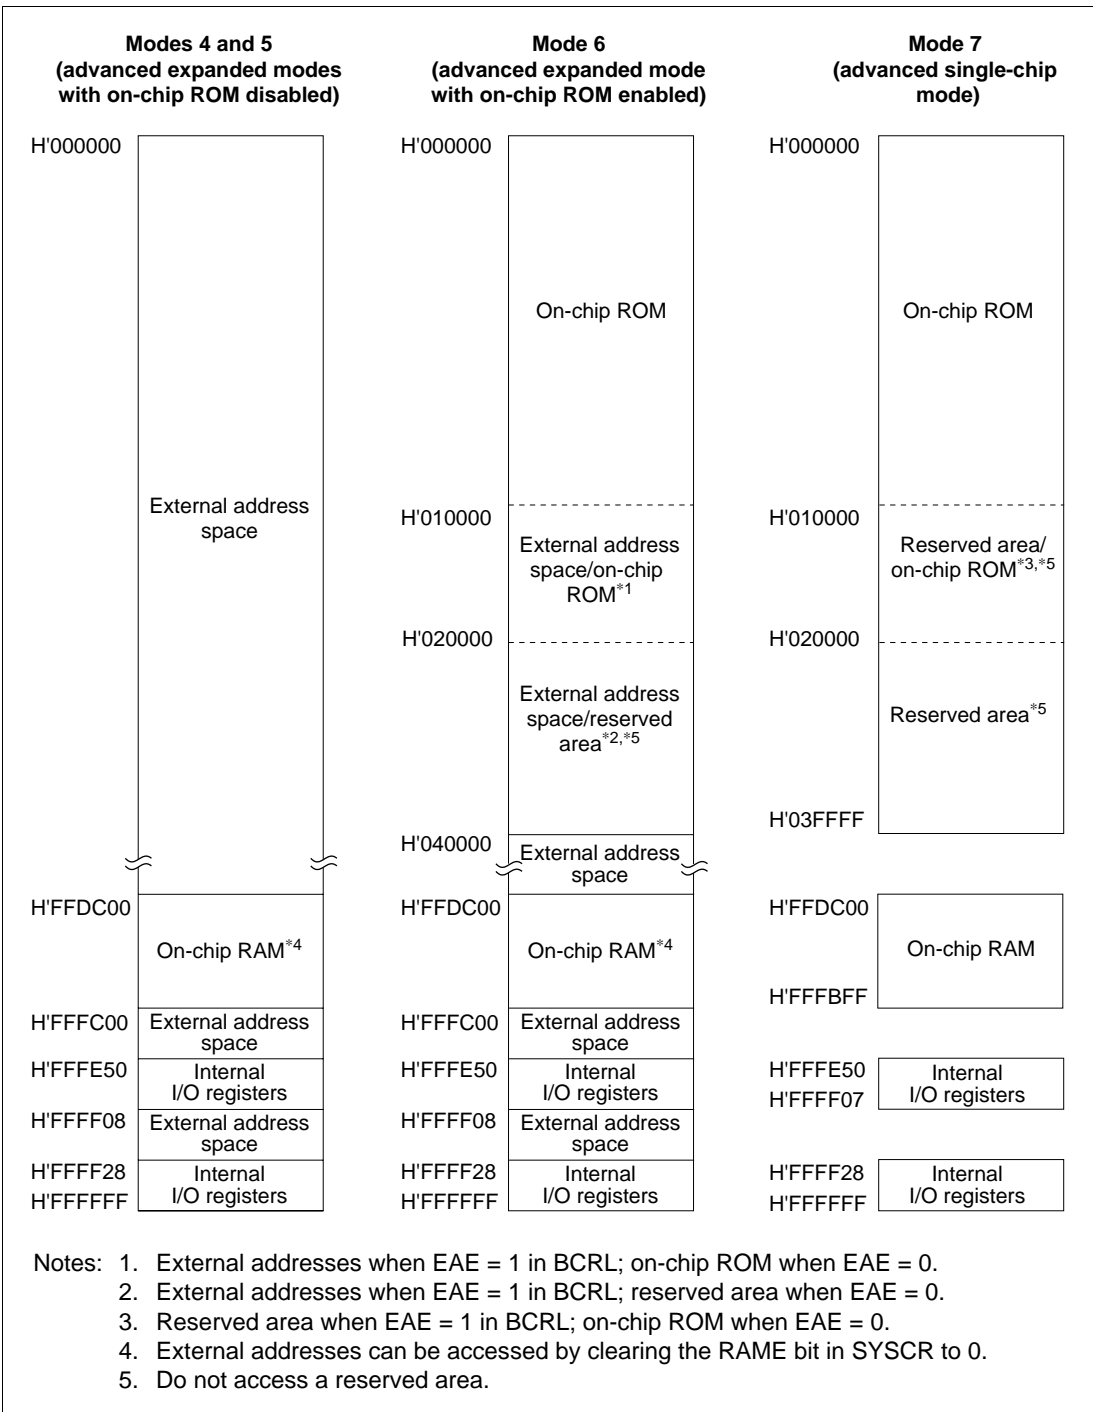 Modes 4 and 5
(advanced expanded modes
with on-chip ROM disabled)
H'000000
External address
space
H'FFDC00
On-chip RAM*4
H'FFFC00
External address
space
H'FFFE50
Internal
I/O registers
H'FFFF08
External address
space
H'FFFF28
Internal
I/O registers
H'FFFFFF
Mode 6
(advanced expanded mode
with on-chip ROM enabled)
H'000000
On-chip ROM
H'010000
External address
space/on-chip
ROM*1
H'020000
External address
space/reserved
area*2,*5
H'040000
External address
space
H'FFDC00
On-chip RAM*4
H'FFFC00
External address
space
H'FFFE50
Internal
I/O registers
H'FFFF08
External address
space
H'FFFF28
Internal
I/O registers
H'FFFFFF
Mode 7
(advanced single-chip
mode)
H'000000
On-chip ROM
H'010000
Reserved area/
on-chip ROM*3,*5
H'020000
Reserved area*5
H'03FFFF
H'FFDC00
On-chip RAM
H'FFFBFF
H'FFFE50
Internal
I/O registers
H'FFFF07
H'FFFF28
Internal
I/O registers
H'FFFFFF
Notes: 1. External addresses when EAE = 1 in BCRL; on-chip ROM when EAE = 0.
2. External addresses when EAE = 1 in BCRL; reserved area when EAE = 0.
3. Reserved area when EAE = 1 in BCRL; on-chip ROM when EAE = 0.
4. External addresses can be accessed by clearing the RAME bit in SYSCR to 0.
5. Do not access a reserved area.